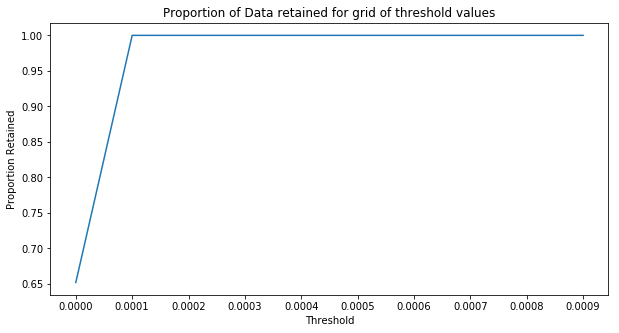 Proportion of Data retained for grid of threshold values
Proportion Retained
1.00
0.95
0.90
0.85
0.80
0.75
0.70
0.65
0.0000 0.0001 0.0002 0.0003 0.0004 0.0005 0.0006 0.0007 0.0008 0.0009
Threshold